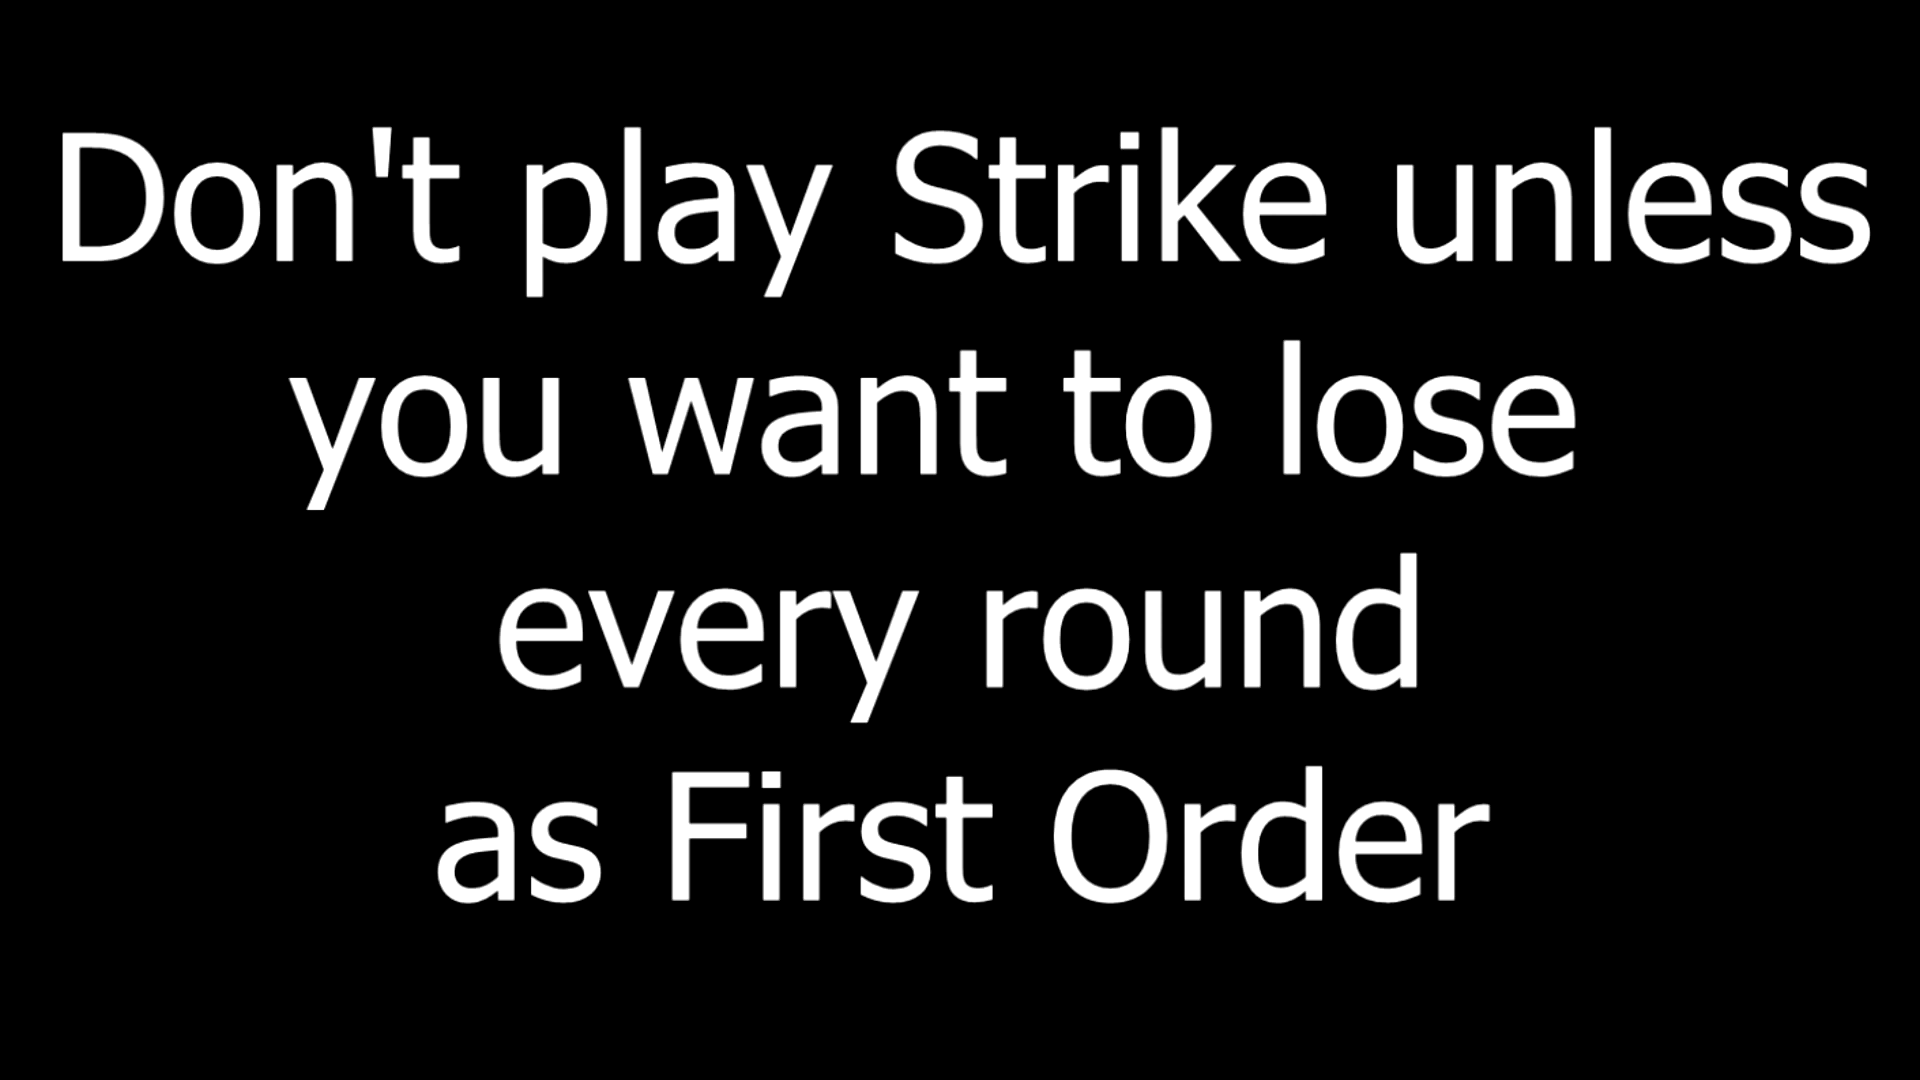 Don't play Strike unless
you want to lose
every round
as First Order